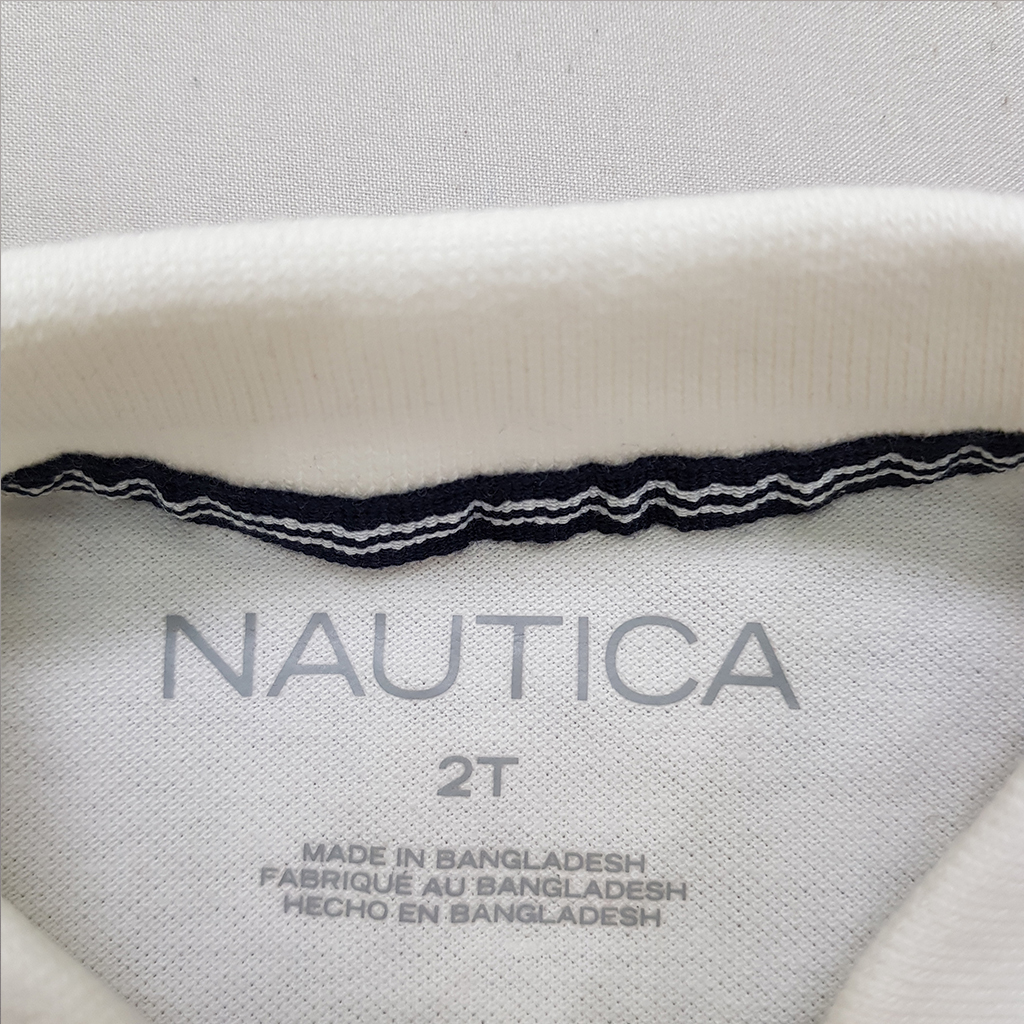 NAUTICA
2T
MADE IN BANGLADESH
FABRIQUÉ AU BANGLADESH
HECHO EN BANGLADESH